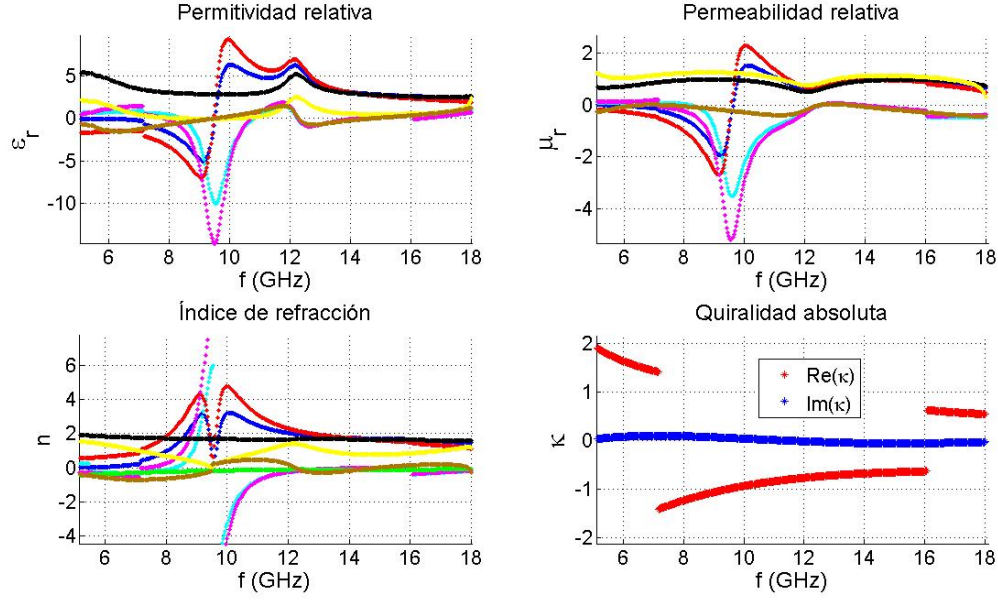 Permitividad relativa
5
0
-5
-10
εr
6 8 10 12 14 16 18
f (GHz)
Permeabilidad relativa
2
0
-2
-4
μr
6 8 10 12 14 16 18
f (GHz)
Índice de refracción
6
4
2
0
-2
-4
n
6 8 10 12 14 16 18
f (GHz)
Quiralidad absoluta
2
1
0
-1
-2
κ
Re(κ)
Im(κ)
6 8 10 12 14 16 18
f (GHz)